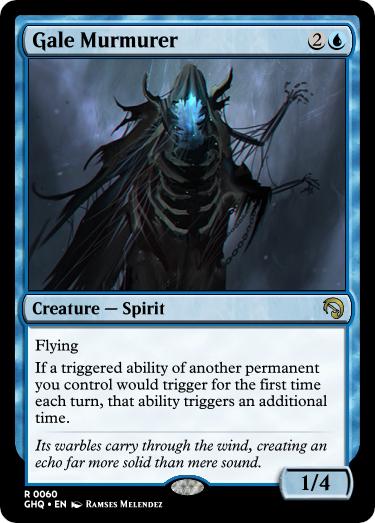 Gale Murmurer 2
Creature — Spirit
Flying
If a triggered ability of another permanent
you control would trigger for the first time
each turn, that ability triggers an additional
time.
Its warbles carry through the wind, creating an
echo far more solid than mere sound.
1/4
R 0060
GHQ • EN Ramses Melendez